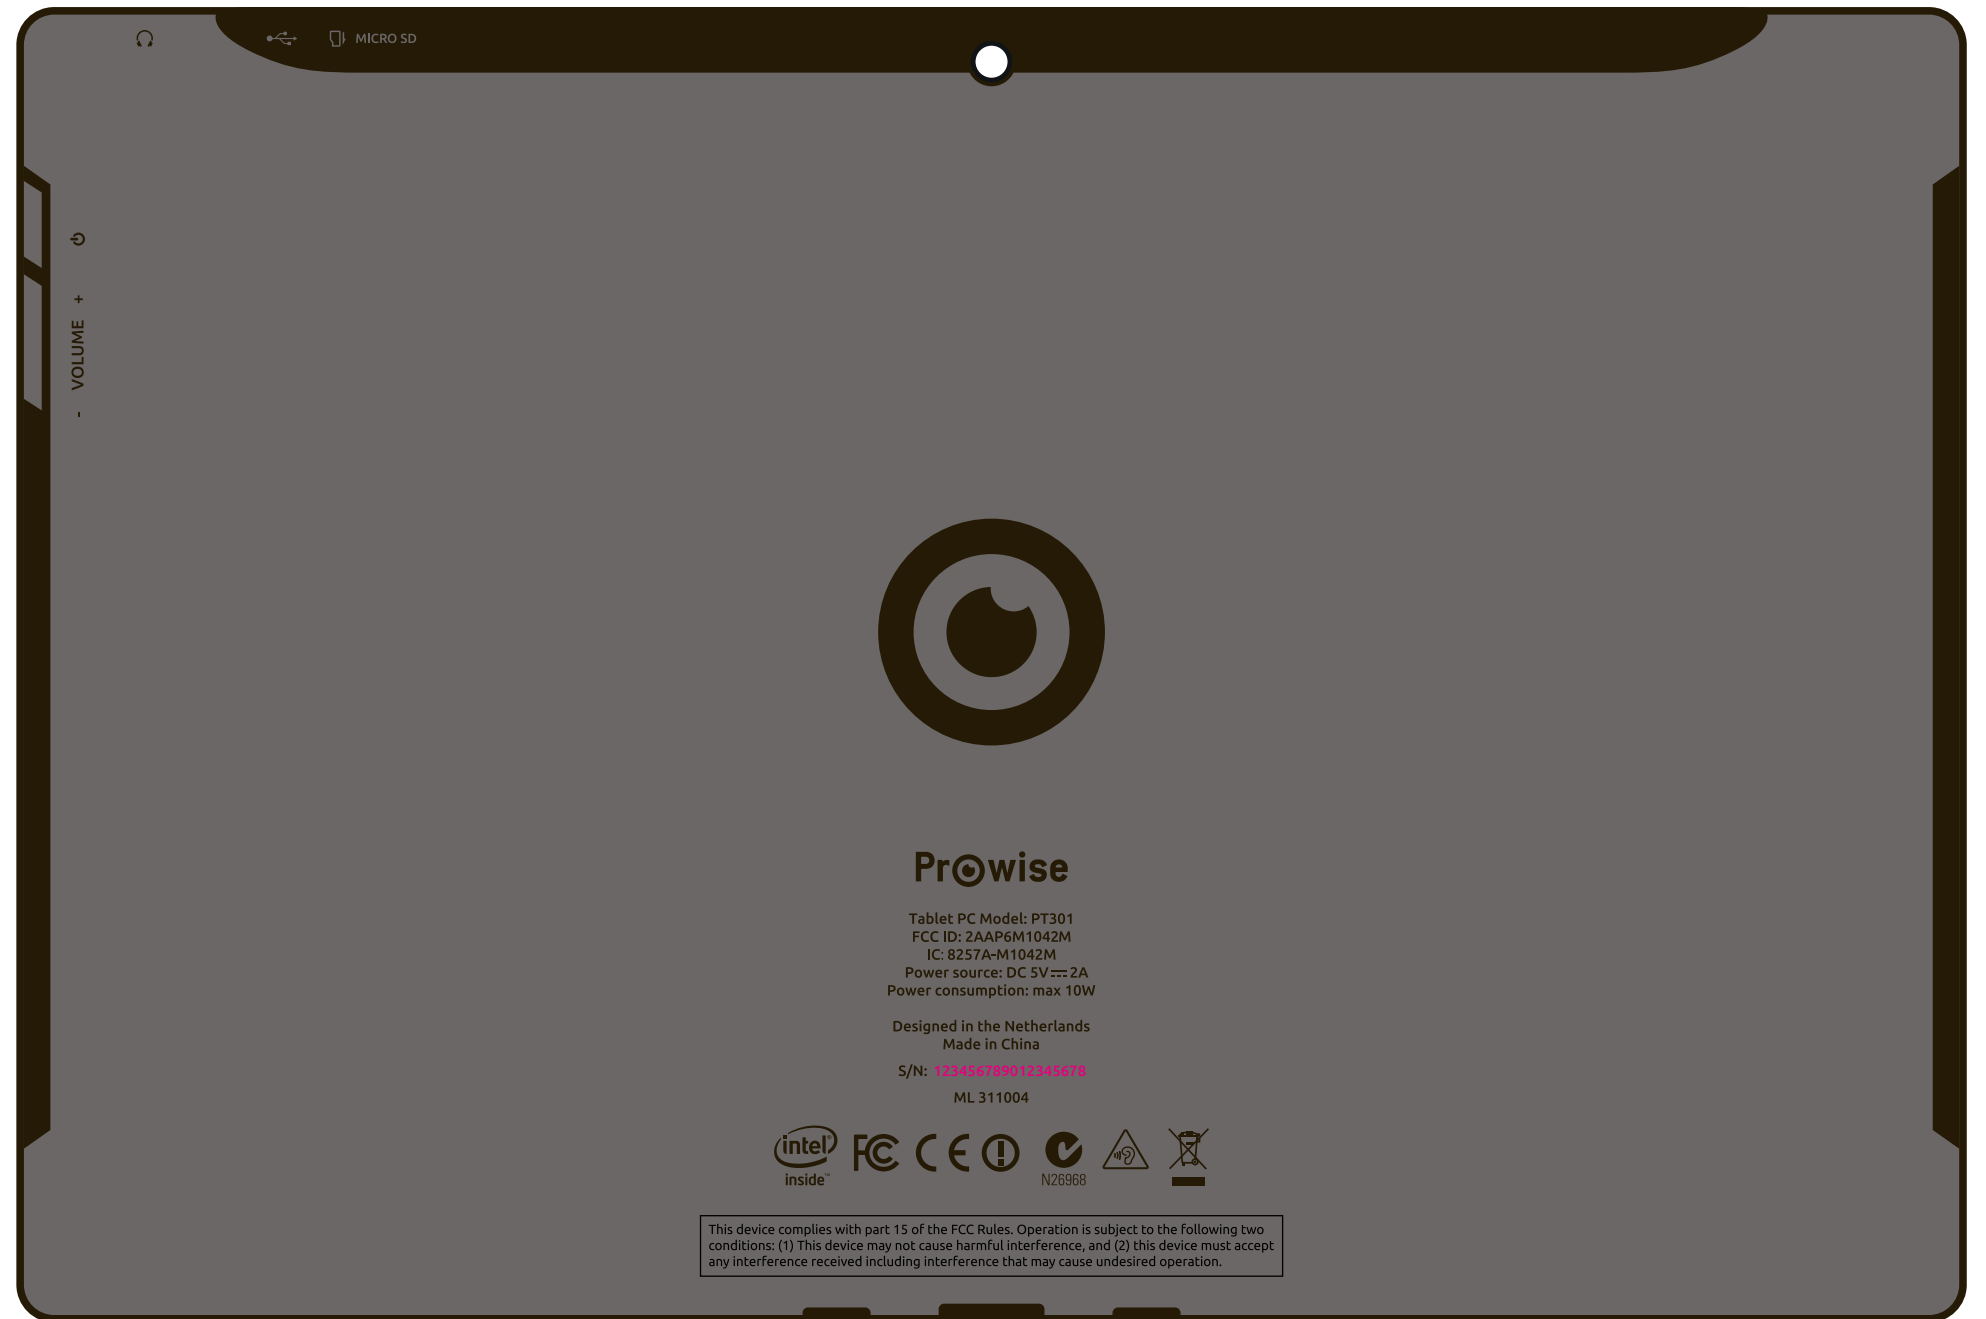 MICRO SD
+
VOLUME
-
Prowise
Tablet PC Model: PT301
FCC ID: 2AAP6M1042M
IC: 8257A-M1042M
Power source: DC 5V⎓2A
Power consumption: max 10W
Designed in the Netherlands
Made in China
S/N: 123456789012345678
ML 311004
intel®
inside™
FC CE
N26968
This device complies with part 15 of the FCC Rules. Operation is subject to the following two
conditions: (1) This device may not cause harmful interference, and (2) this device must accept
any interference received including interference that may cause undesired operation.